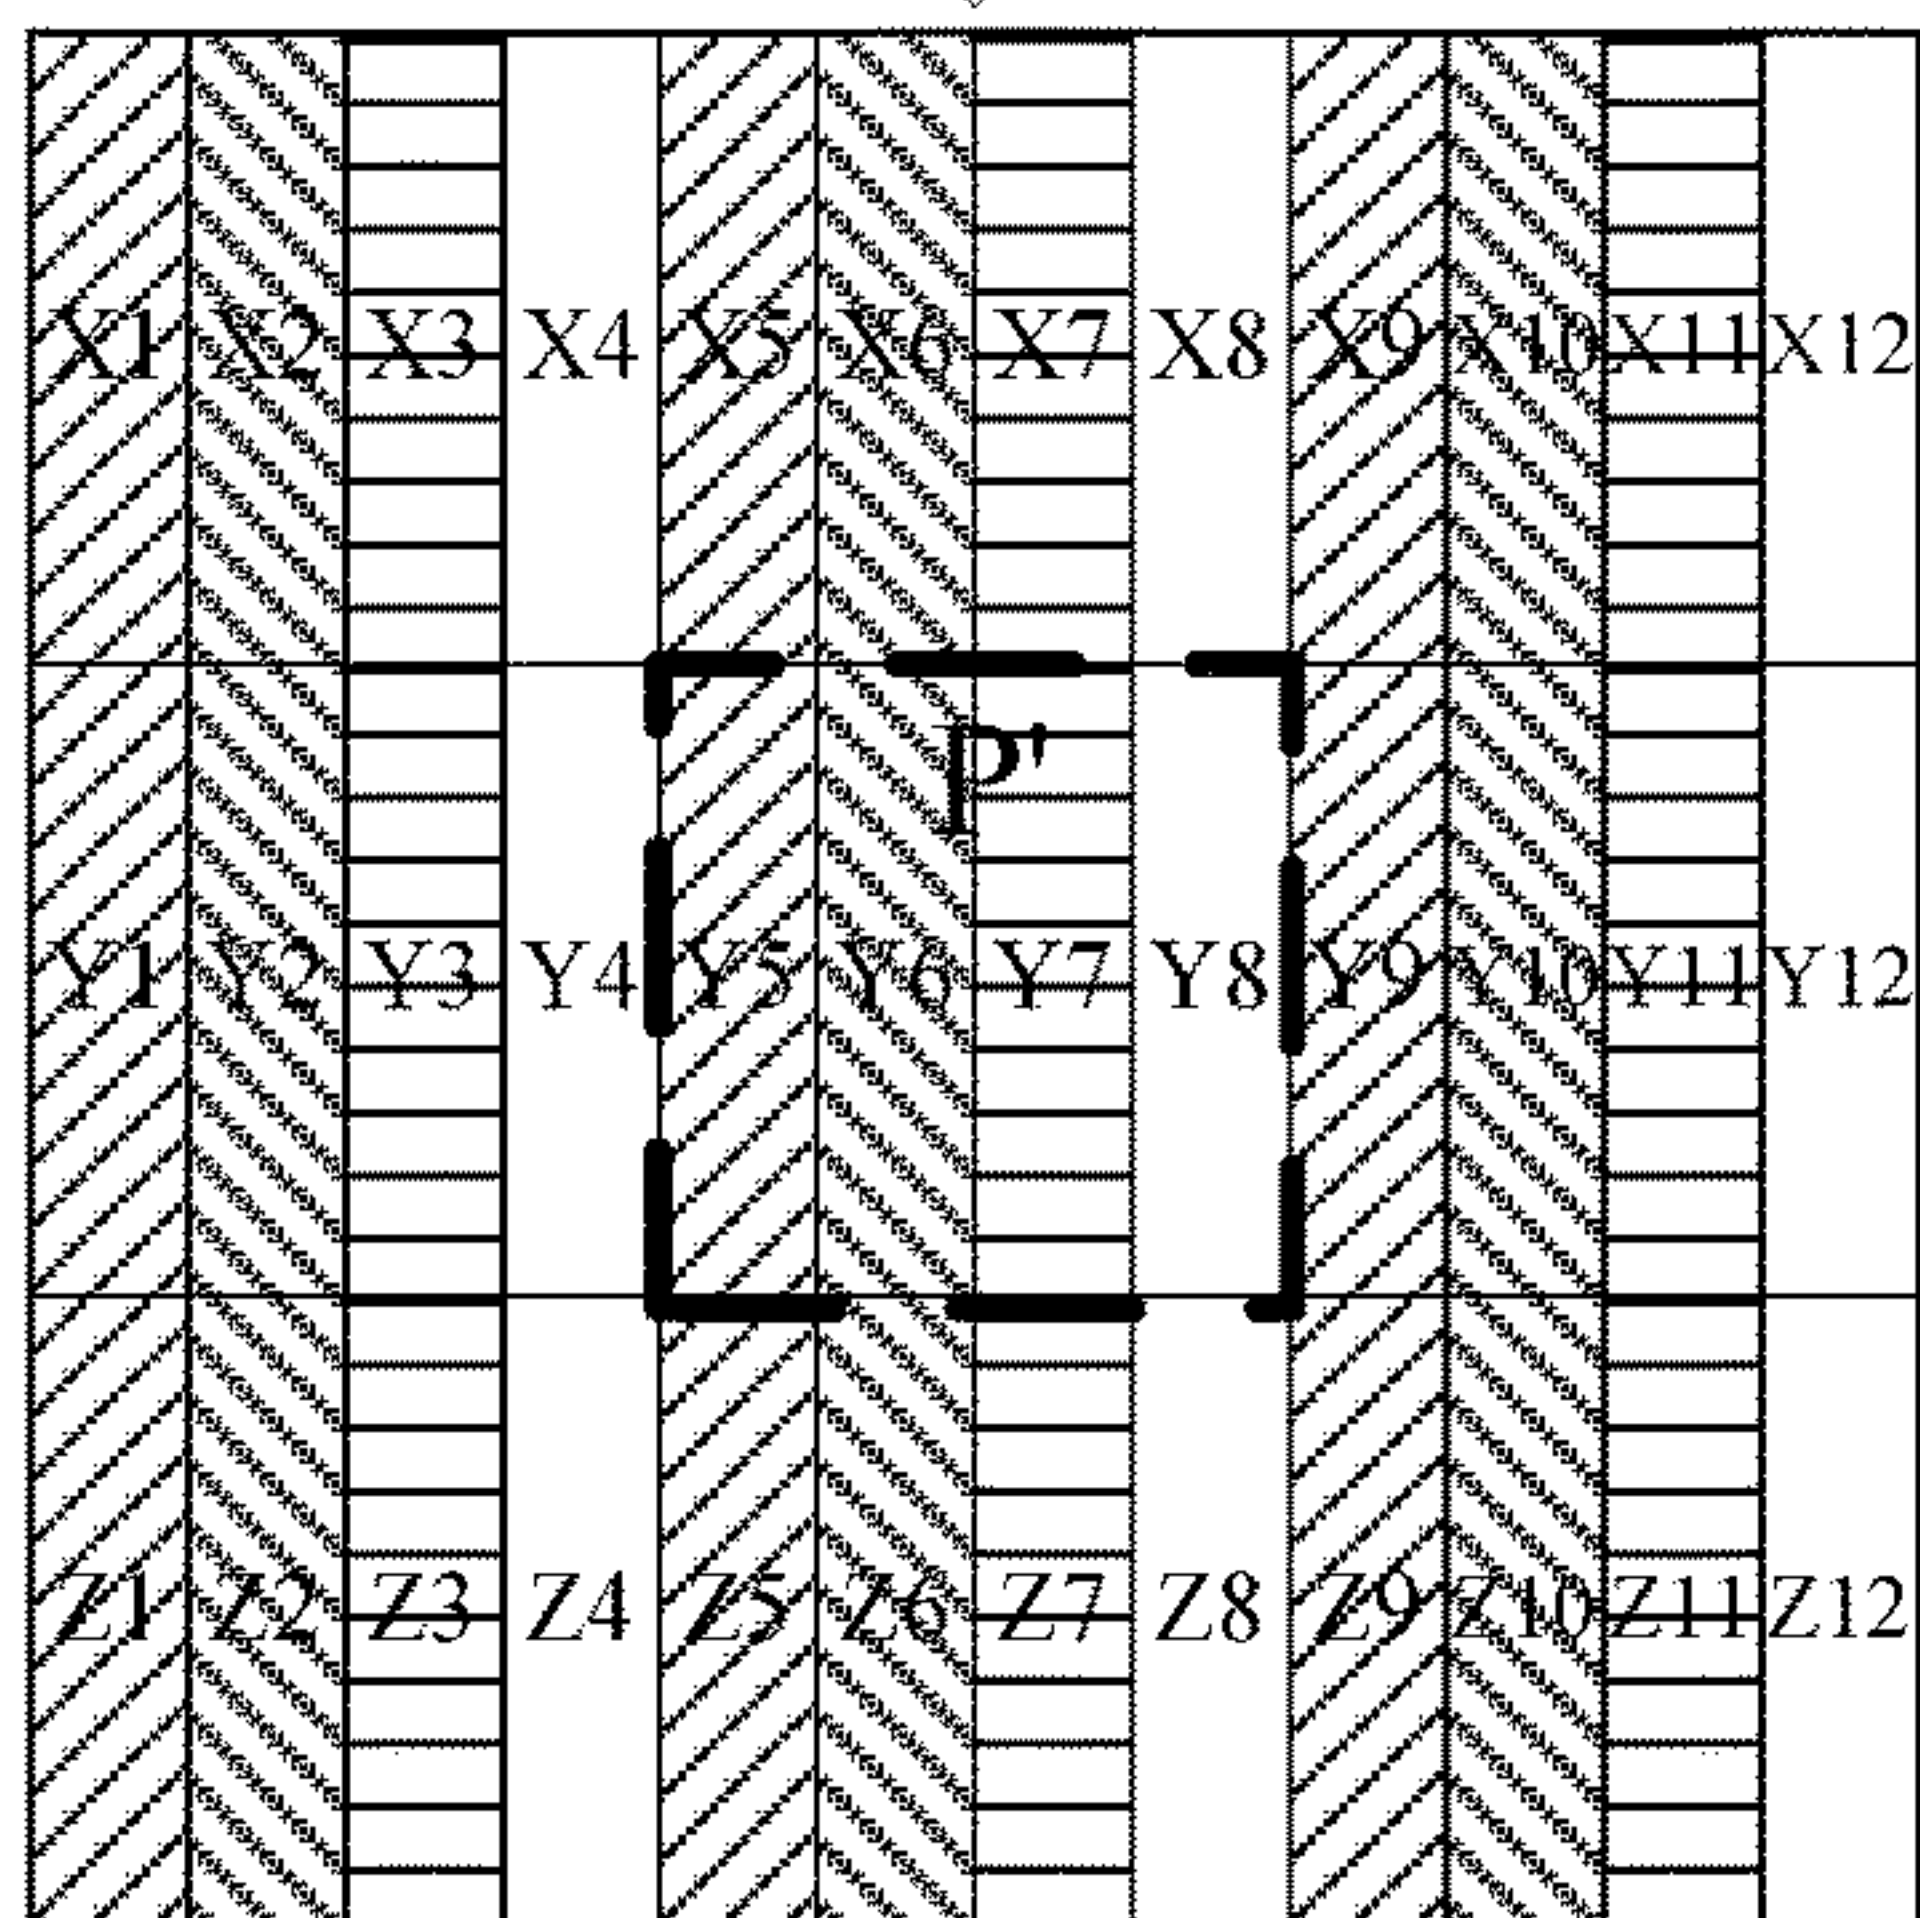 X1 X2 X3 X4 X5 X6 X7 X8 X9 X10 X11 X12
P'
Y1 Y2 Y3 Y4 Y5 Y6 Y7 Y8 Y9 Y10 Y11 Y12
Z1 Z2 Z3 Z4 Z5 Z6 Z7 Z8 Z9 Z10 Z11 Z12